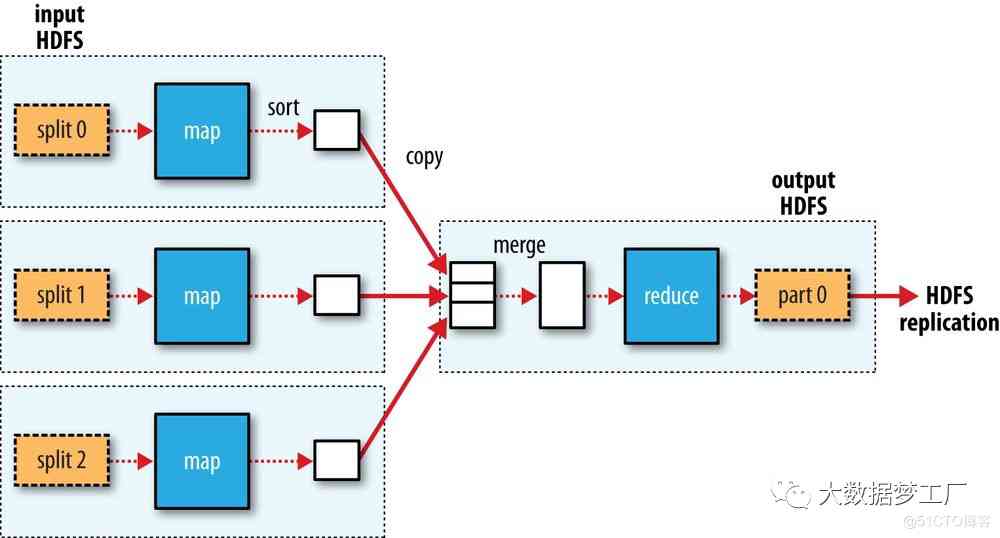 input
HDFS
split 0
map
sort
copy
split 1
map
split 2
map
output
HDFS
merge
reduce
part 0
HDFS
replication
大数据梦工厂
@51CTO博客